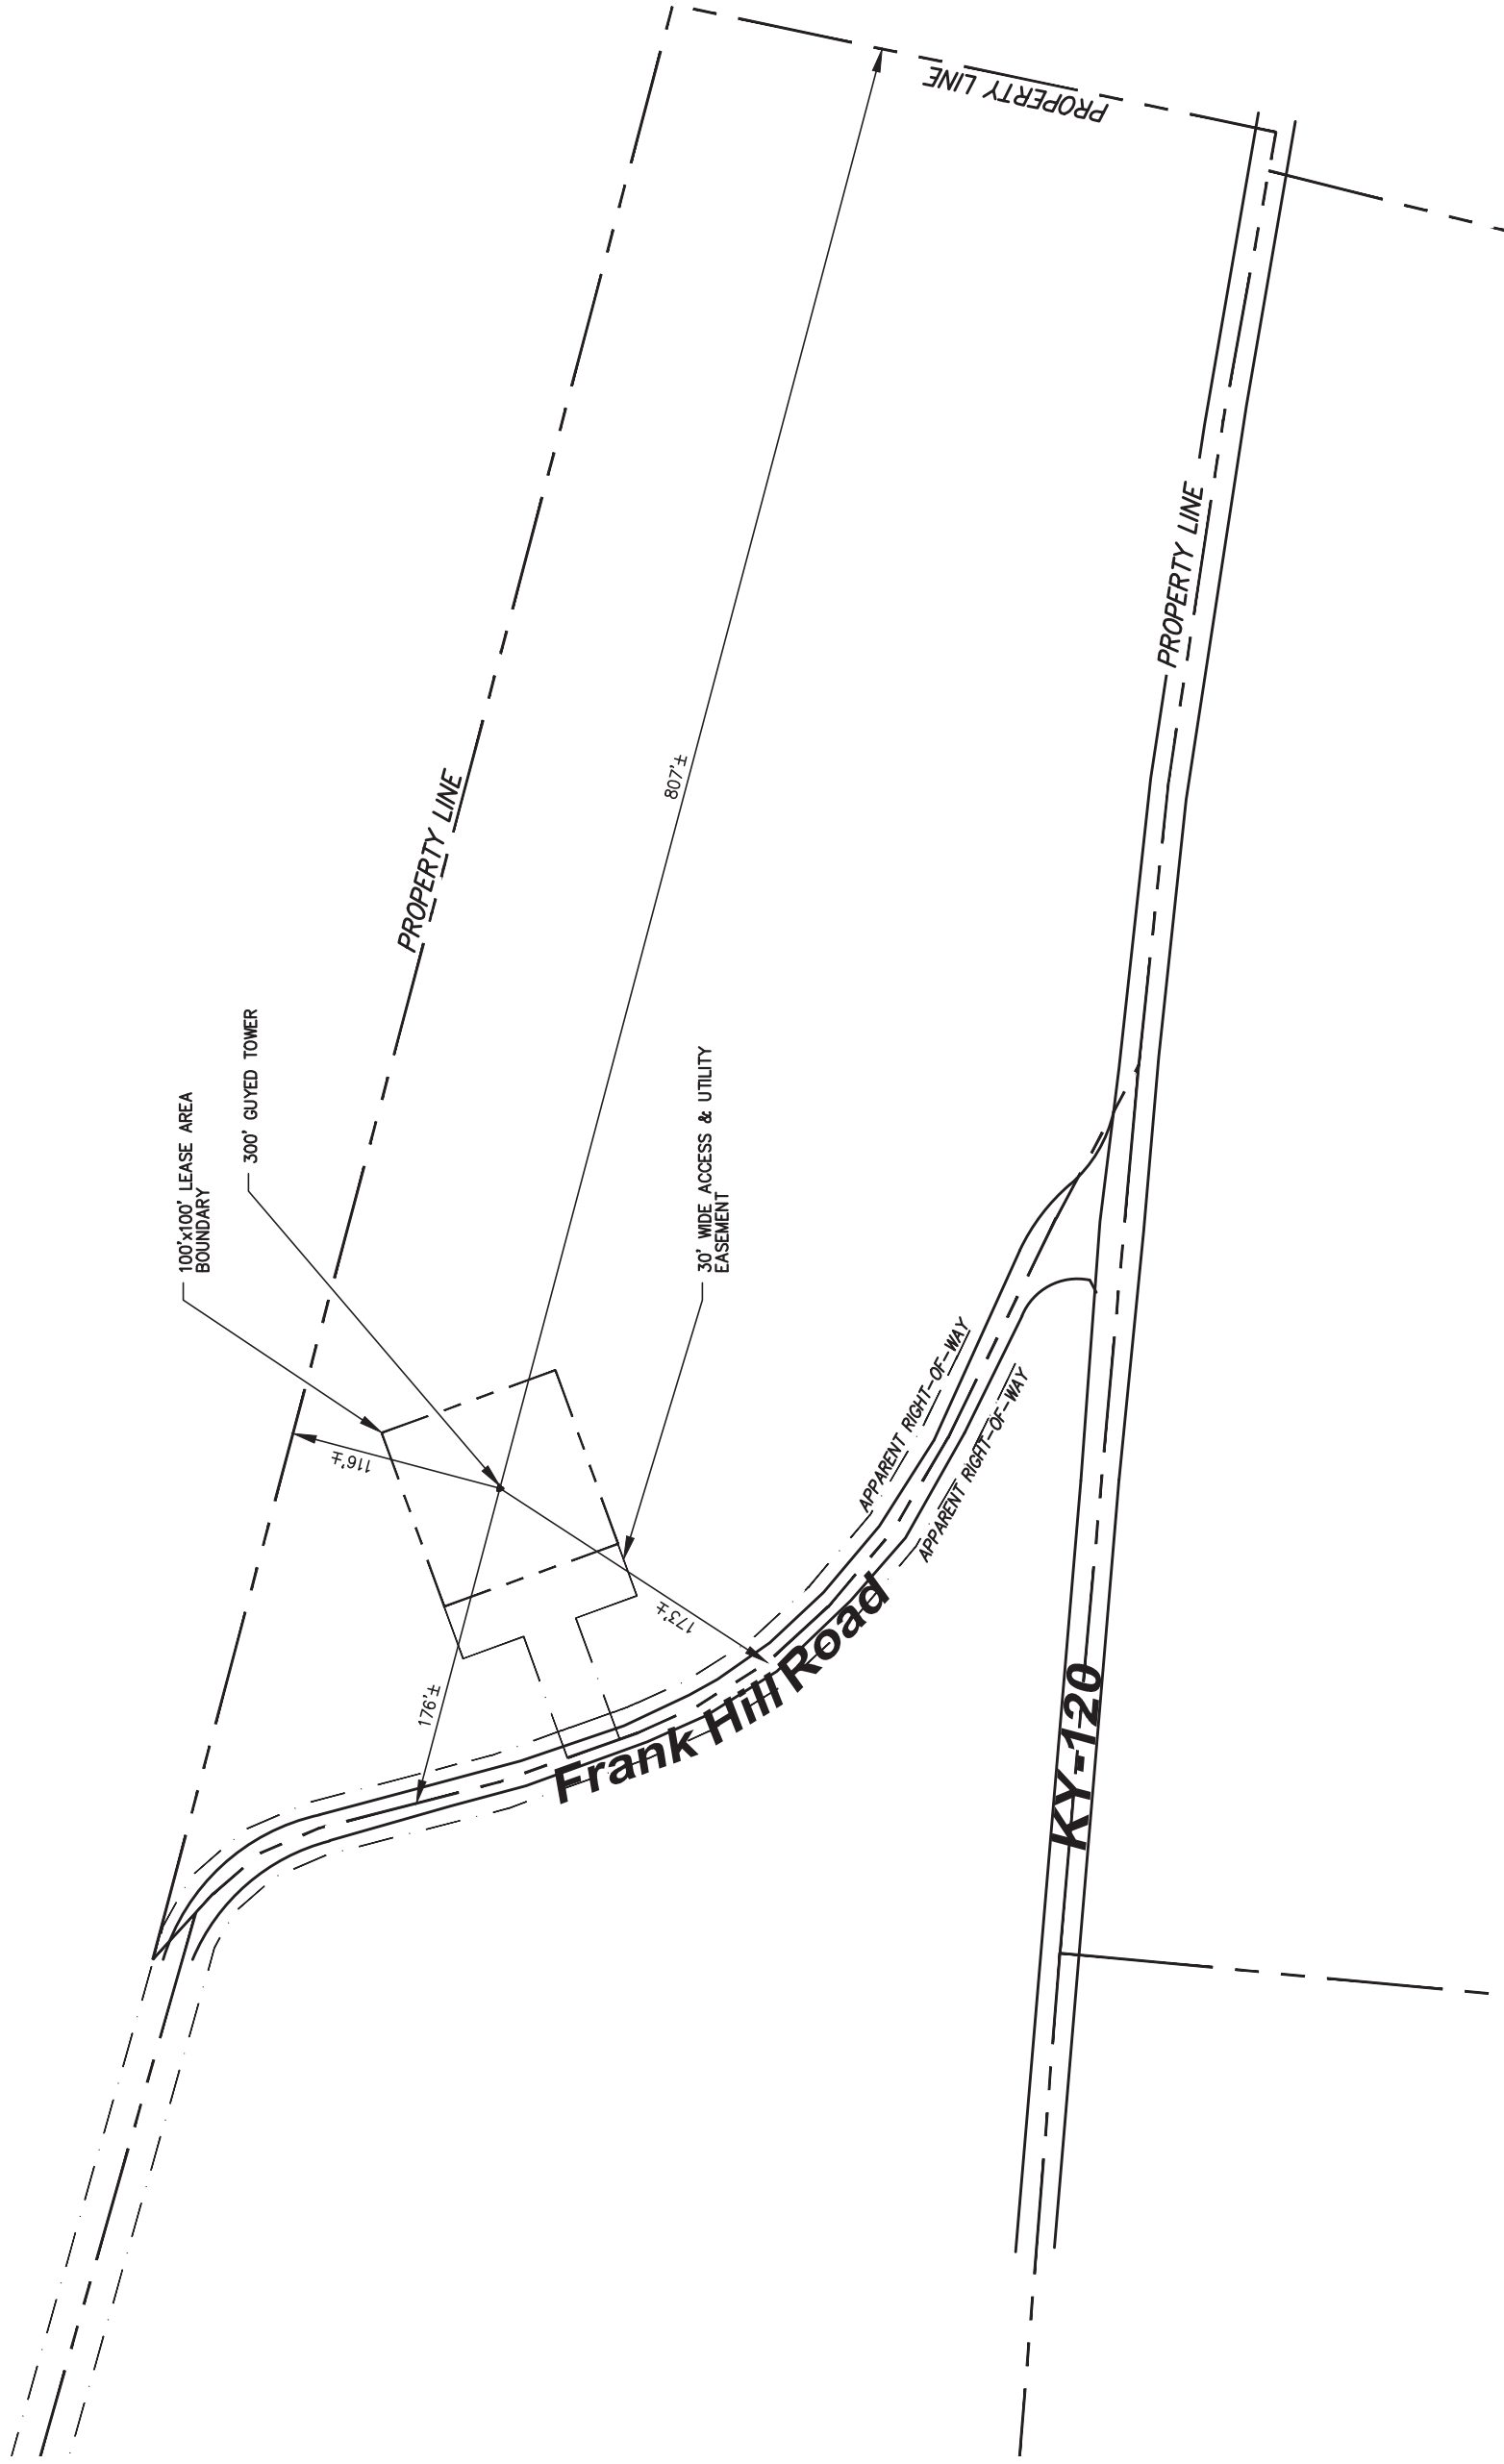 PROPERTY LINE
PROPERTY LINE
807'±
PROPERTY LINE
300' GUYED TOWER
100'x100' LEASE AREA
BOUNDARY
30' WIDE ACCESS & UTILITY
EASEMENT
APPARENT RIGHT-OF-WAY
APPARENT RIGHT-OF-WAY
116'±
173'±
176'±
Frank Hill Road
KY-120